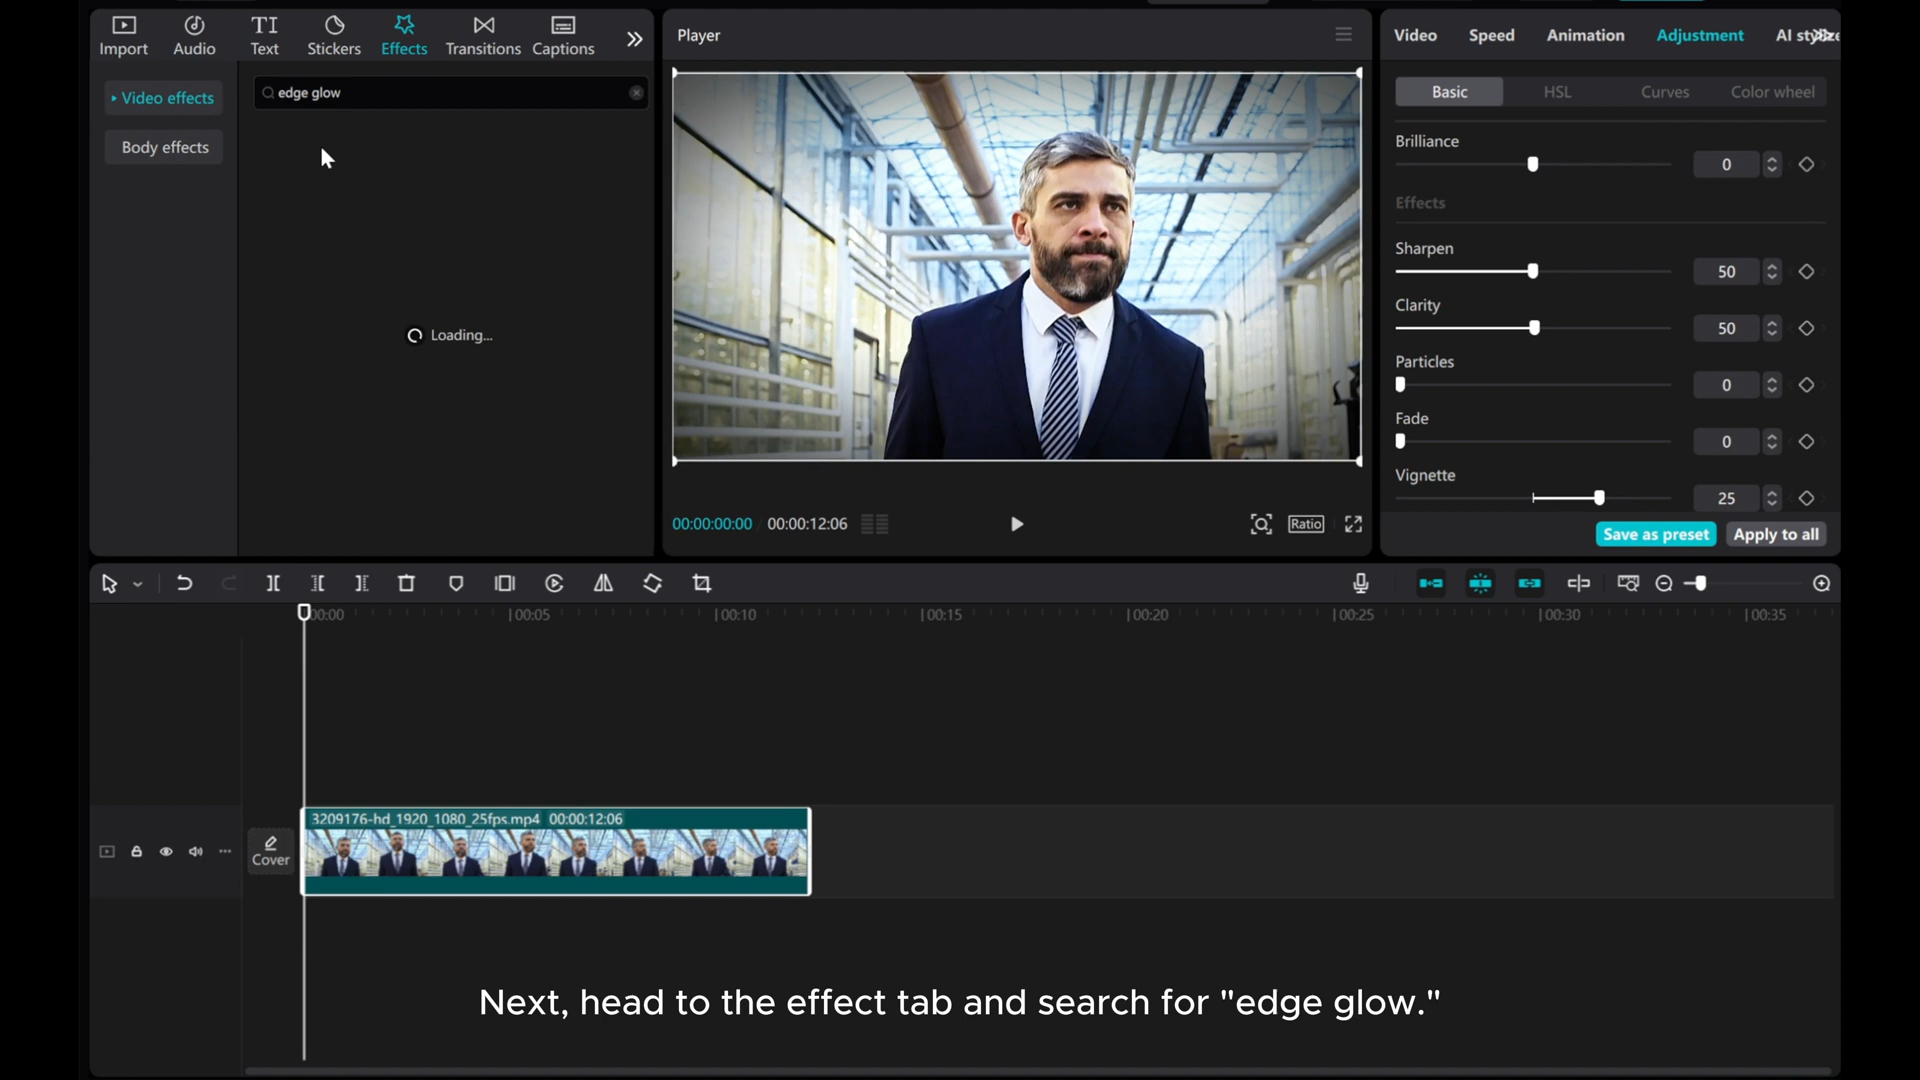 Import
Audio
TI
Text
Stickers
Effects
Transitions
Captions
Video effects
Body effects
edge glow
Loading...
Player
00:00:00:00 / 00:00:12:06
Ratio
Video
Speed
Animation
Adjustment
Basic
HSL
Curves
Color wheel
Brilliance
0
Effects
Sharpen
50
Clarity
50
Particles
0
Fade
0
Vignette
25
Save as preset
Apply to all
00:00
00:05
00:10
00:15
00:20
00:25
00:30
00:35
Cover
3209176-hd_1920_1080_25fps.mp4 00:00:12:06
Next, head to the effect tab and search for "edge glow."